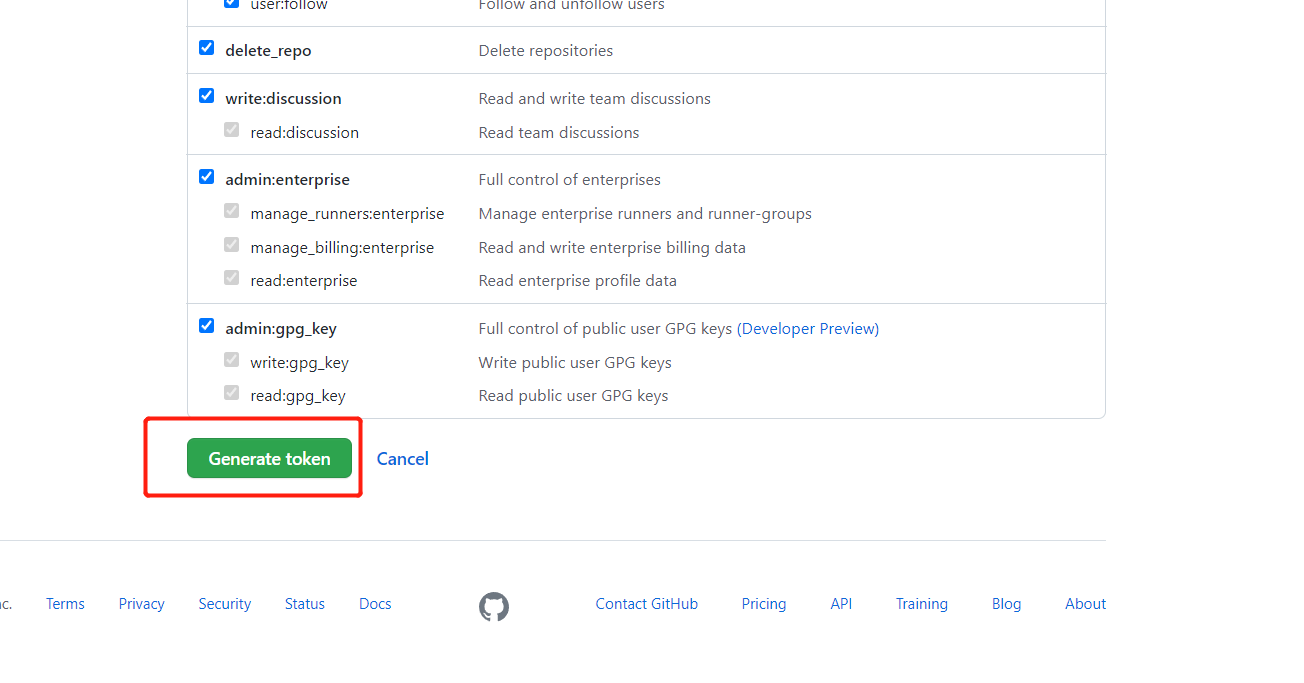 user:follow Follow and unfollow users
delete_repo Delete repositories
write:discussion Read and write team discussions
read:discussion Read team discussions
admin:enterprise Full control of enterprises
manage_runners:enterprise Manage enterprise runners and runner-groups
manage_billing:enterprise Read and write enterprise billing data
read:enterprise Read enterprise profile data
admin:gpg_key Full control of public user GPG keys (Developer Preview)
write:gpg_key Write public user GPG keys
read:gpg_key Read public user GPG keys
Generate token Cancel
Terms Privacy Security Status Docs Contact GitHub Pricing API Training Blog About